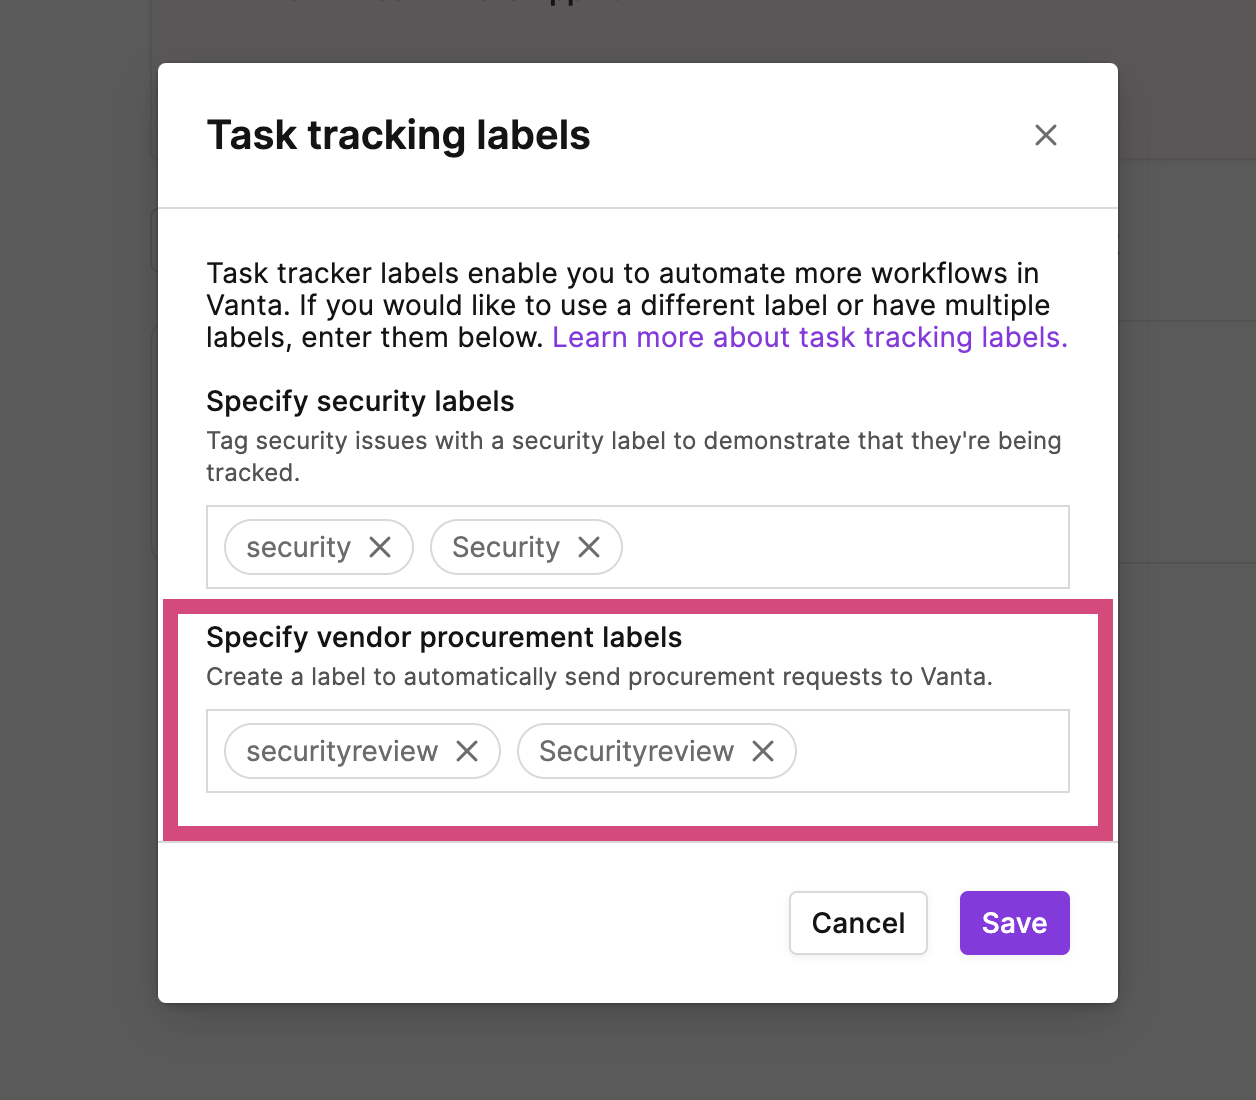 Task tracking labels
Task tracker labels enable you to automate more workflows in
Vanta. If you would like to use a different label or have multiple
labels, enter them below. Learn more about task tracking labels.
Specify security labels
Tag security issues with a security label to demonstrate that they're being
tracked.
security Security
Specify vendor procurement labels
Create a label to automatically send procurement requests to Vanta.
securityreview Securityreview
Cancel Save